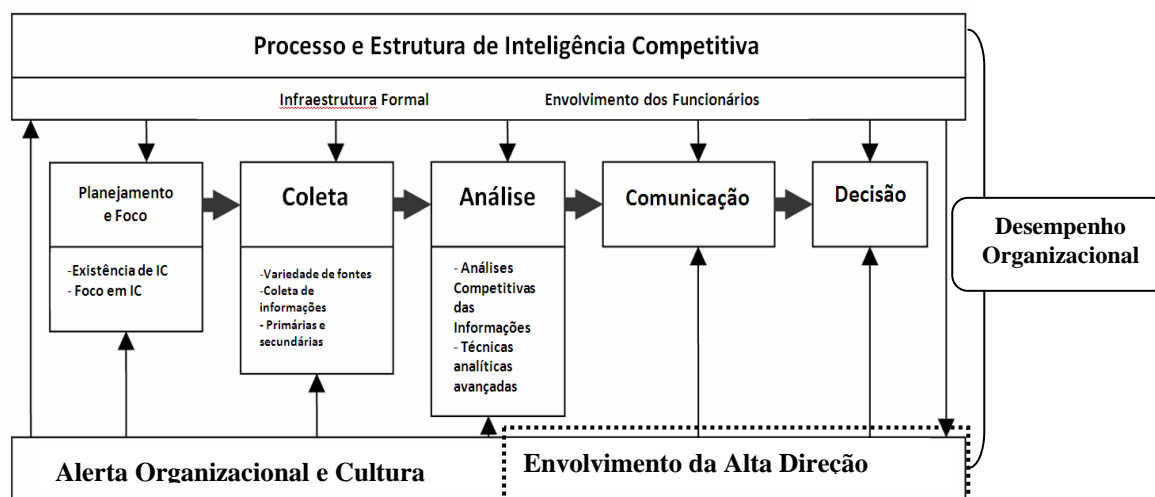 Processo e Estrutura de Inteligência Competitiva
Infraestrutura Formal
Envolvimento dos Funcionários
Planejamento
e Foco
-Existência de IC
- Foco em IC
Coleta
-Variedade de fontes
-Coleta de
informações
- Primárias e
secundárias
Análise
- Análises
Competitivas
das
Informações
- Técnicas
analíticas
avançadas
Comunicação
Decisão
Desempenho
Organizacional
Alerta Organizacional e Cultura
Envolvimento da Alta Direção